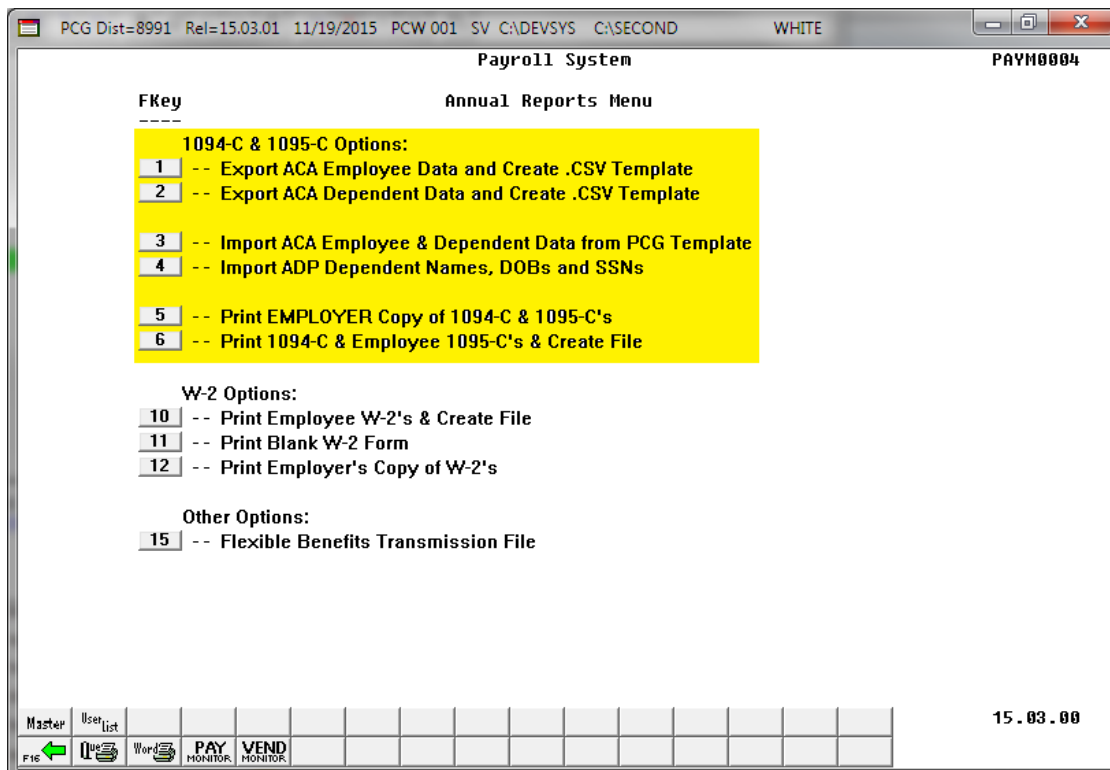 PCG Dist=8991 Rel=15.03.01 11/19/2015 PCW 001 SV C:\DEVSYS C:\SECOND WHITE
Payroll System PAYM0004
FKey Annual Reports Menu
----
1094-C & 1095-C Options:
1 -- Export ACA Employee Data and Create .CSV Template
2 -- Export ACA Dependent Data and Create .CSV Template
3 -- Import ACA Employee & Dependent Data from PCG Template
4 -- Import ADP Dependent Names, DOBs and SSNs
5 -- Print EMPLOYER Copy of 1094-C & 1095-C's
6 -- Print 1094-C & Employee 1095-C's & Create File
W-2 Options:
10 -- Print Employee W-2's & Create File
11 -- Print Blank W-2 Form
12 -- Print Employer's Copy of W-2's
Other Options:
15 -- Flexible Benefits Transmission File
Master User List 15.03.00
F16 Que Word PAY MONITOR VEND MONITOR